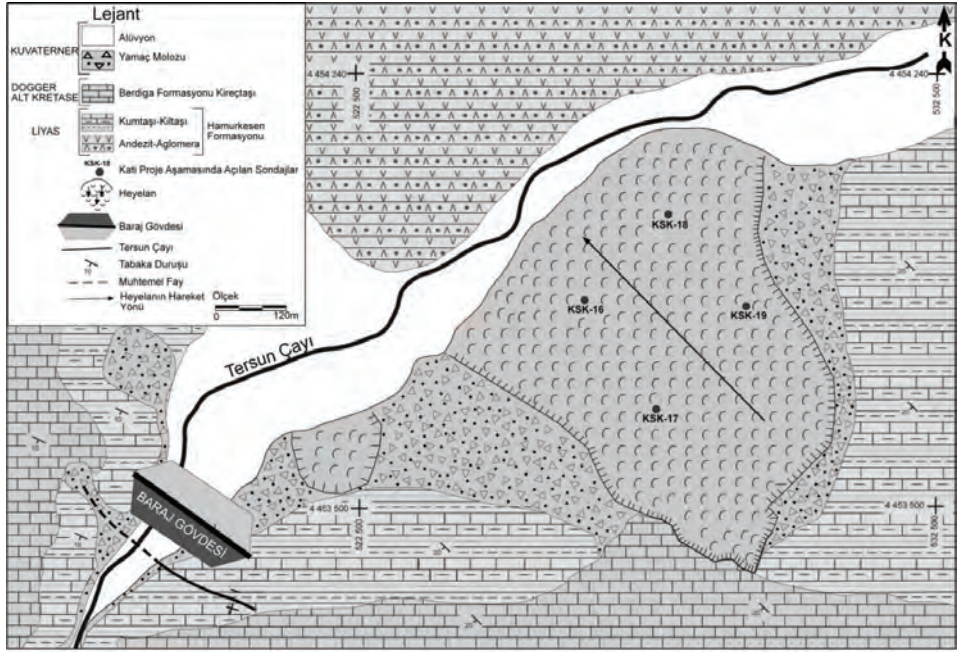 Lejant
KUVATERNER
Alüvyon
Yamaç Molozu
DOGGER
ALT KRETASE
Berdiga Formasyonu Kireçtaşı
LİYAS
Kumtaşı-Kiltaşı
Andezit-Aglomera
Hamurkesen
Formasyonu
KSK-18
Kati Proje Aşamasında Açılan Sondajlar
Heyelan
Baraj Gövdesi
Tersun Çayı
10
Tabaka Duruşu
Muhtemel Fay
Heyelanın Hareket
Yönü
Ölçek
0
120m
K
4 454 240
522 500
4 454 240
532 500
KSK-18
KSK-16
KSK-19
KSK-17
Tersun Çayı
BARAJ GÖVDESİ
4 453 500
522 500
4 453 500
532 500